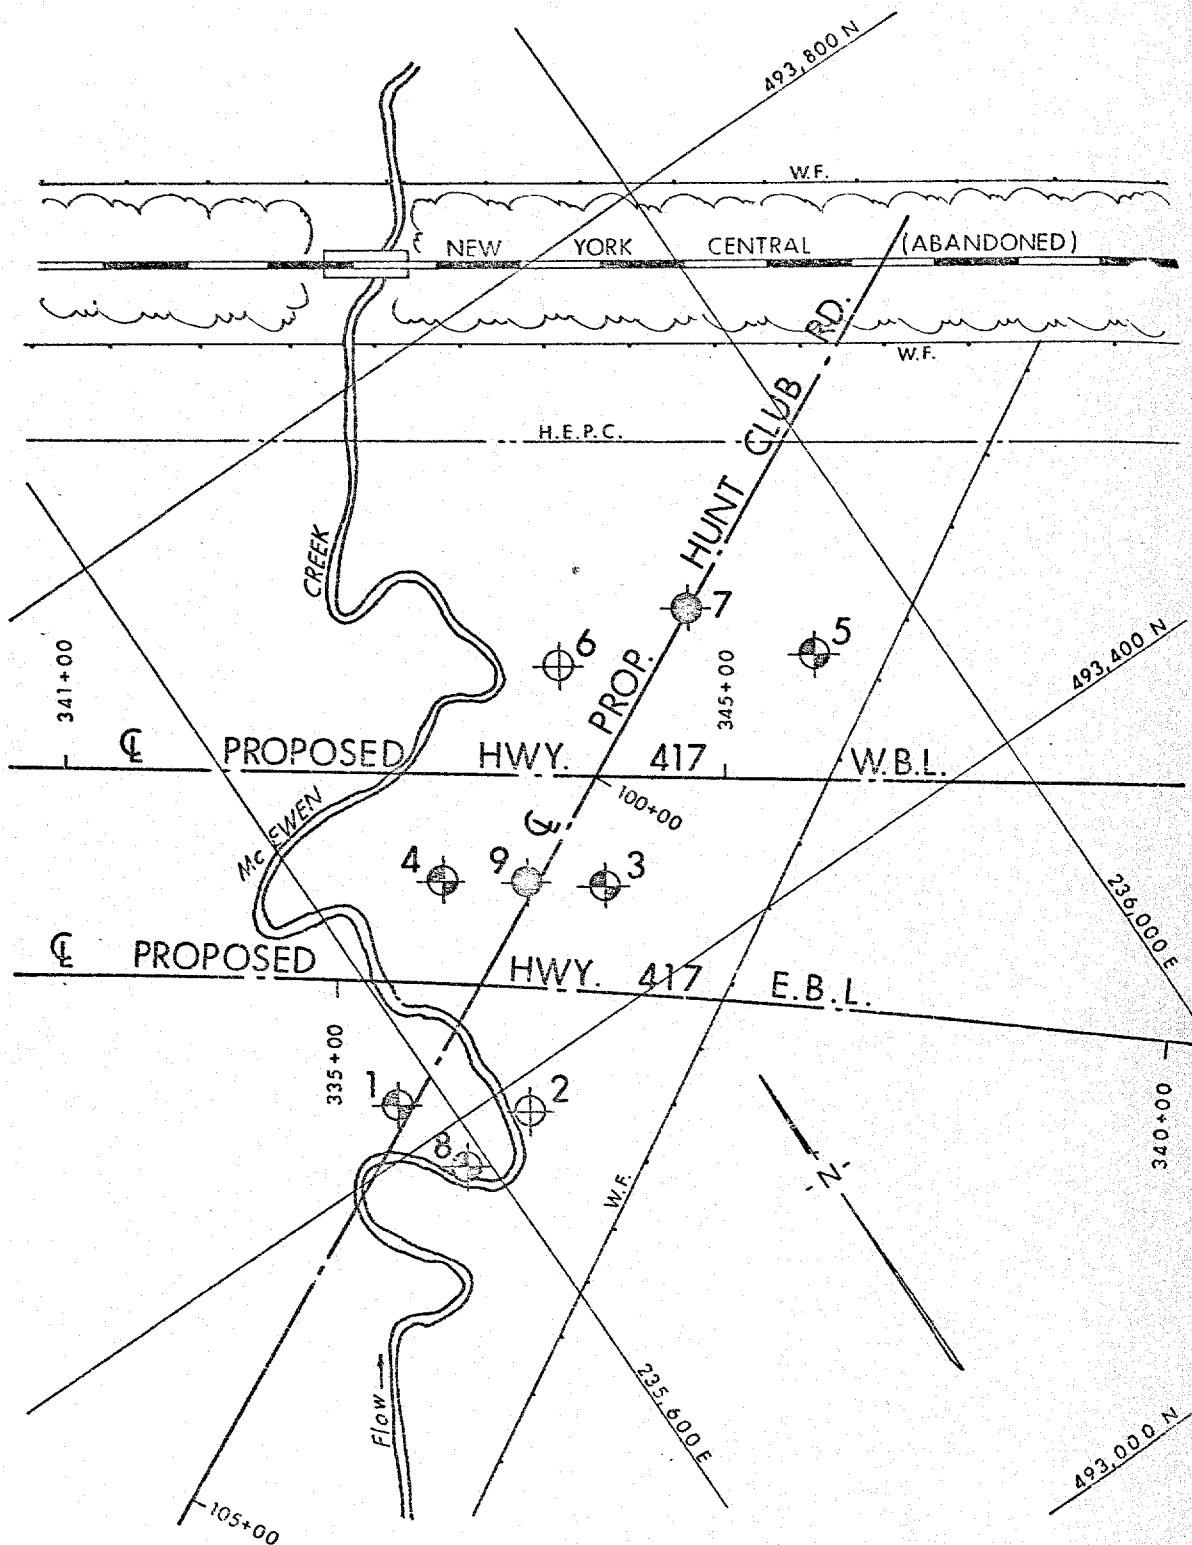 493,800 N
W.F.
NEW YORK CENTRAL (ABANDONED)
W.F.
H.E.P.C.
PROP. HUNT CLUB RD.
CREEK
7
6
5
341+00
345+00
493,400 N
℄ PROPOSED HWY. 417 W.B.L.
100+00
℄
Mc EWEN
4
9
3
236,000 E
℄ PROPOSED HWY. 417 E.B.L.
335+00
1
2
8
340+00
N
W.F.
Flow
235,600 E
493,000 N
105+00